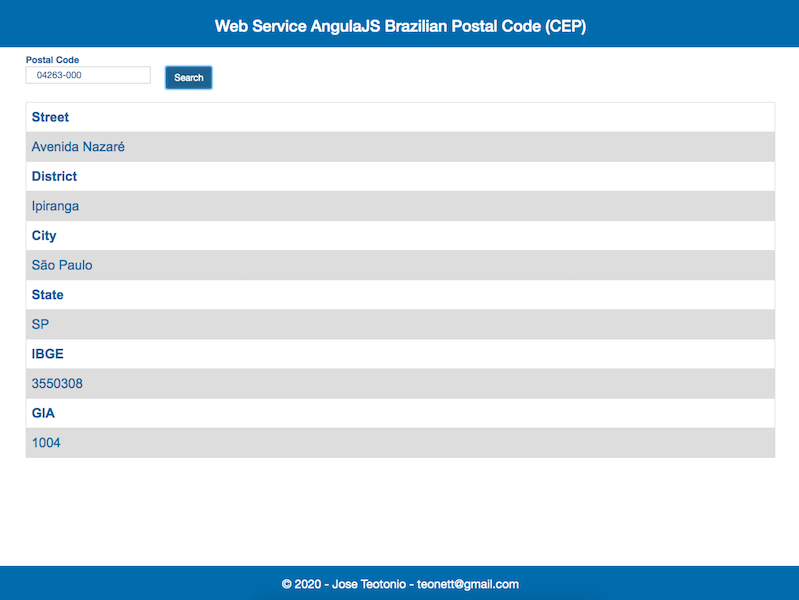 Web Service AngulaJS Brazilian Postal Code (CEP)
Postal Code
04263-000
Search
Street
Avenida Nazaré
District
Ipiranga
City
São Paulo
State
SP
IBGE
3550308
GIA
1004
© 2020 - Jose Teotonio - teonett@gmail.com